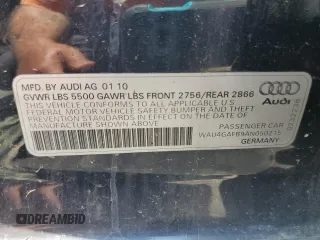 MFD. BY AUDI AG 01 10
GVWR LBS 5500 GAWR LBS FRONT 2756/REAR 2866
THIS VEHICLE CONFORMS TO ALL APPLICABLE U.S.
FEDERAL MOTOR VEHICLE SAFETY BUMPER AND THEFT
PREVENTION STANDARDS IN EFFECT ON THE DATE OF
MANUFACTURE SHOWN ABOVE.
Audi
PASSENGER CAR
GERMANY
DREAMBID